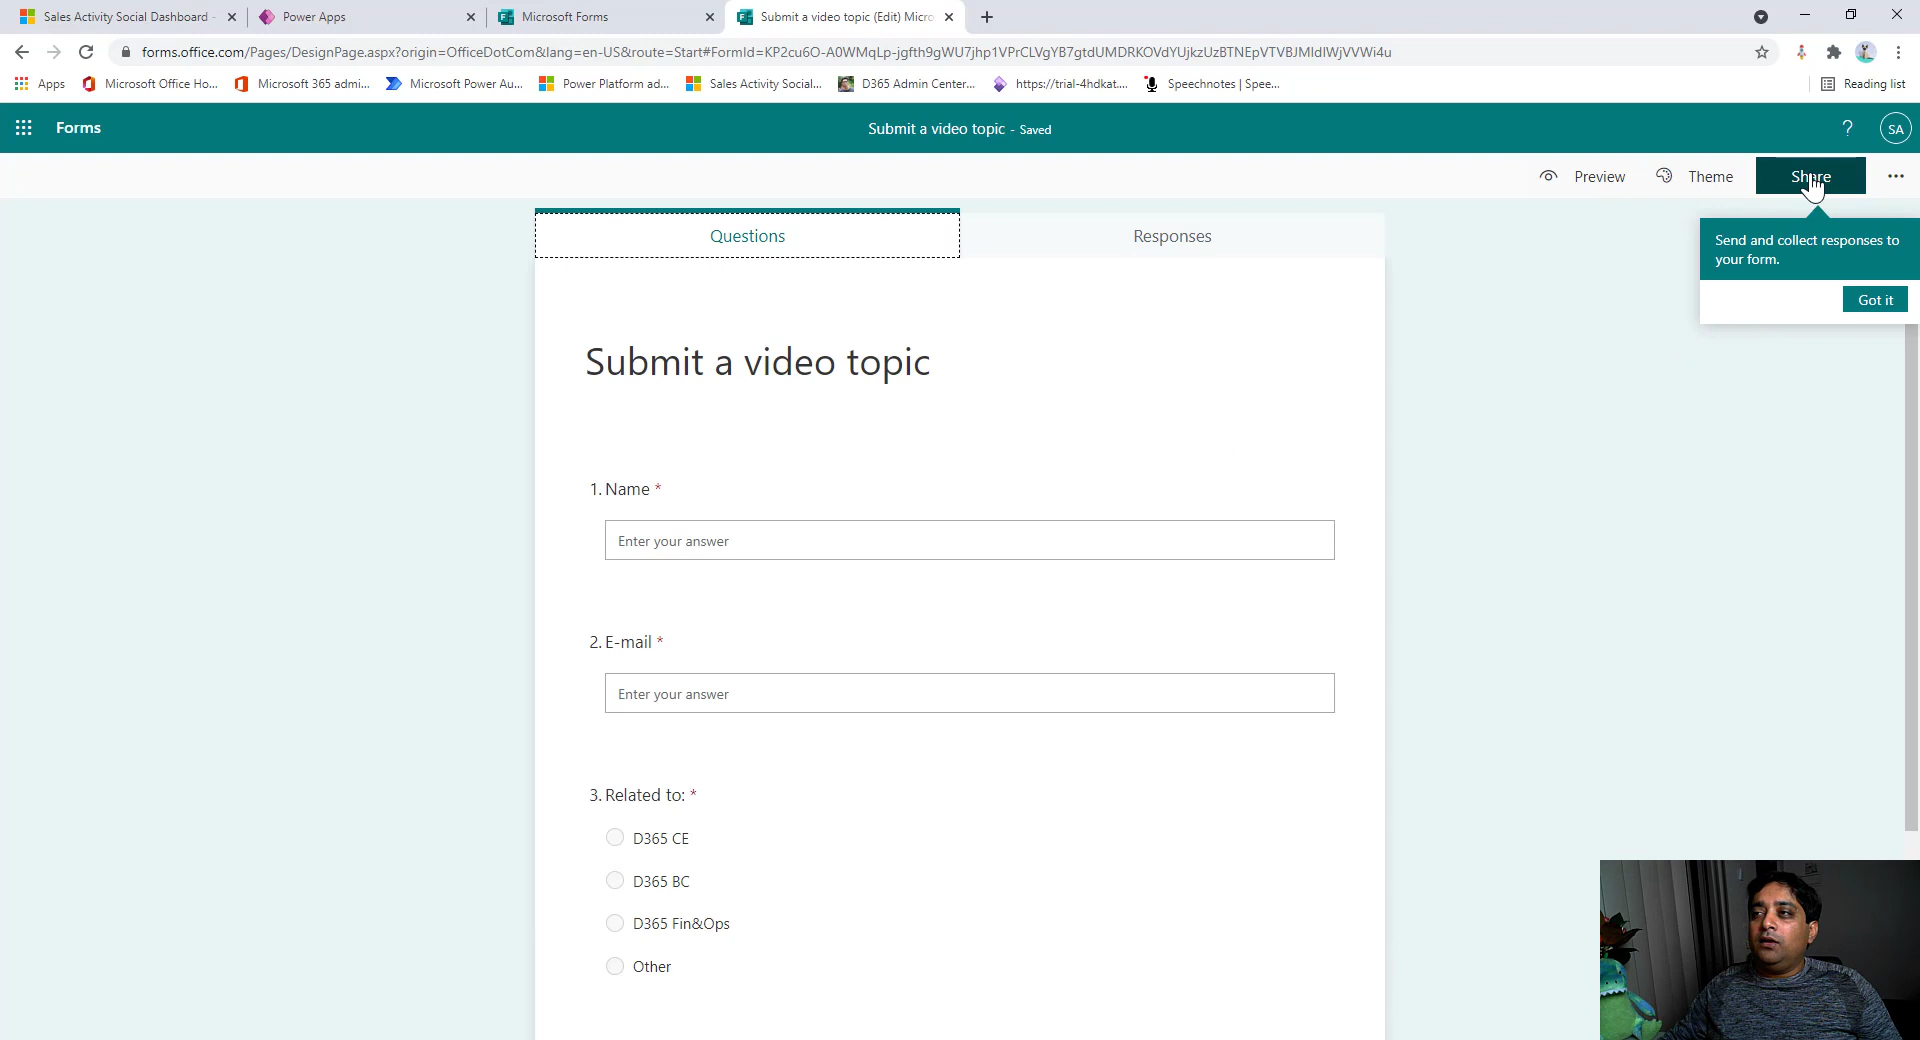 Sales Activity Social Dashboard -
Power Apps
Microsoft Forms
Submit a video topic (Edit) Micro
forms.office.com/Pages/DesignPage.aspx?origin=OfficeDotCom&lang=en-US&route=Start#FormId=KP2cu6O-A0WMqLp-jgfth9gWU7jhp1VPrCLVgYB7gtdUMDRKOVdYUjkzUzBTNEpVTVBJMldIWjVVWi4u
Apps
Microsoft Office Ho...
Microsoft 365 admi...
Microsoft Power Au...
Power Platform ad...
Sales Activity Social...
D365 Admin Center...
https://trial-4hdkat....
Speechnotes | Spee...
Reading list
Forms
Submit a video topic - Saved
?
SA
Preview
Theme
Share
Send and collect responses to
your form.
Got it
Questions
Responses
Submit a video topic
1. Name *
Enter your answer
2. E-mail *
Enter your answer
3. Related to: *
D365 CE
D365 BC
D365 Fin&Ops
Other